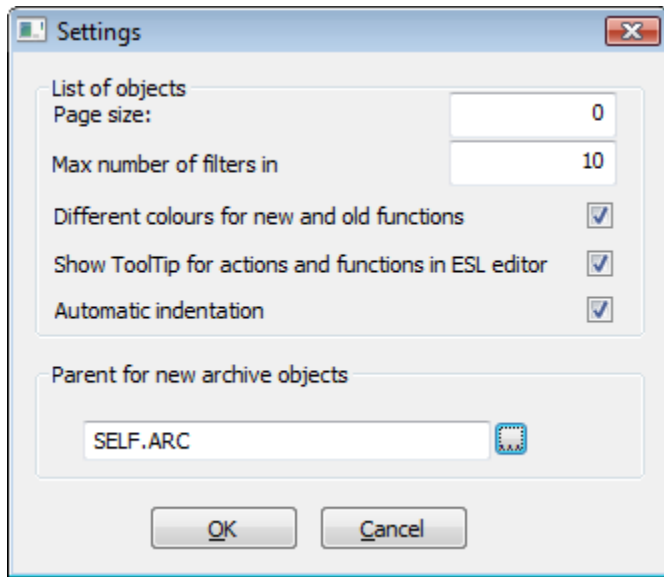 Settings
List of objects
Page size: 0
Max number of filters in 10
Different colours for new and old functions
Show ToolTip for actions and functions in ESL editor
Automatic indentation
Parent for new archive objects
SELF.ARC ...
OK Cancel